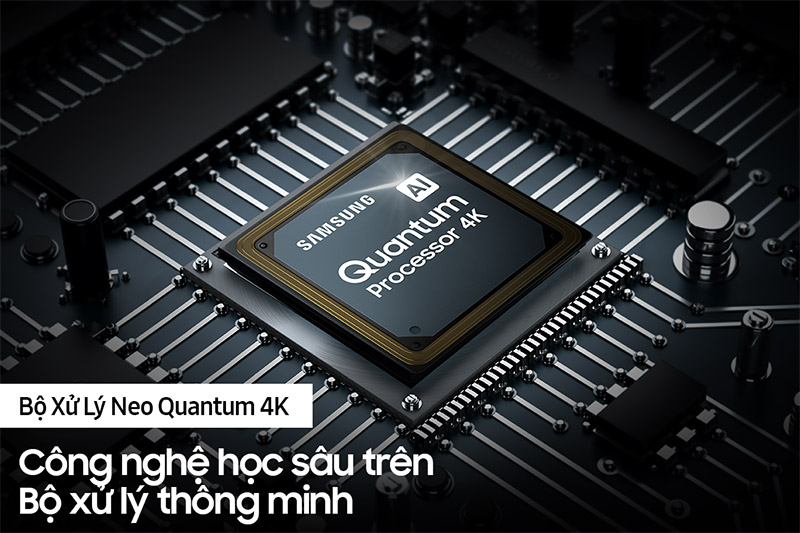 SAMSUNG
AI
Quantum
Processor 4K
Bộ Xử Lý Neo Quantum 4K
Công nghệ học sâu trên
Bộ xử lý thông minh